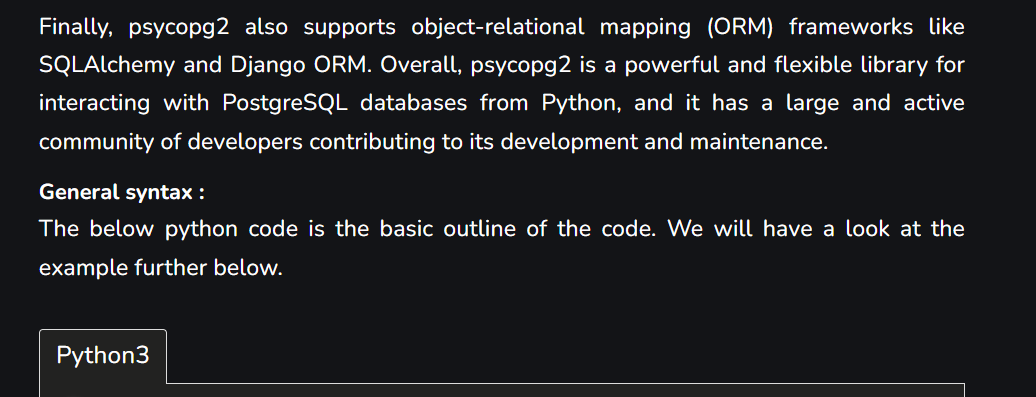 Finally, psycopg2 also supports object-relational mapping (ORM) frameworks like
SQLAlchemy and Django ORM. Overall, psycopg2 is a powerful and flexible library for
interacting with PostgreSQL databases from Python, and it has a large and active
community of developers contributing to its development and maintenance.
General syntax :
The below python code is the basic outline of the code. We will have a look at the
example further below.
Python3